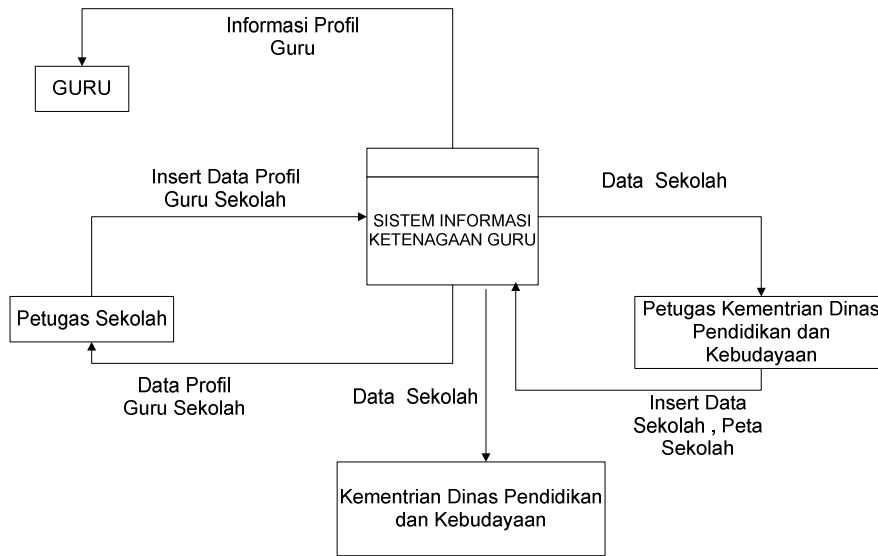 Informasi Profil
Guru
GURU
Insert Data Profil
Guru Sekolah
Data Sekolah
SISTEM INFORMASI
KETENAGAAN GURU
Petugas Sekolah
Petugas Kementrian Dinas
Pendidikan dan
Kebudayaan
Data Profil
Guru Sekolah
Data Sekolah
Insert Data
Sekolah , Peta
Sekolah
Kementrian Dinas Pendidikan
dan Kebudayaan